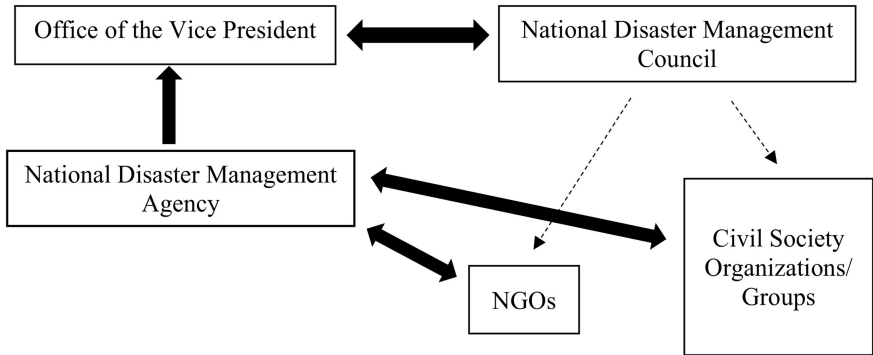 Office of the Vice President
National Disaster Management
Council
National Disaster Management
Agency
Civil Society
Organizations/
Groups
NGOs